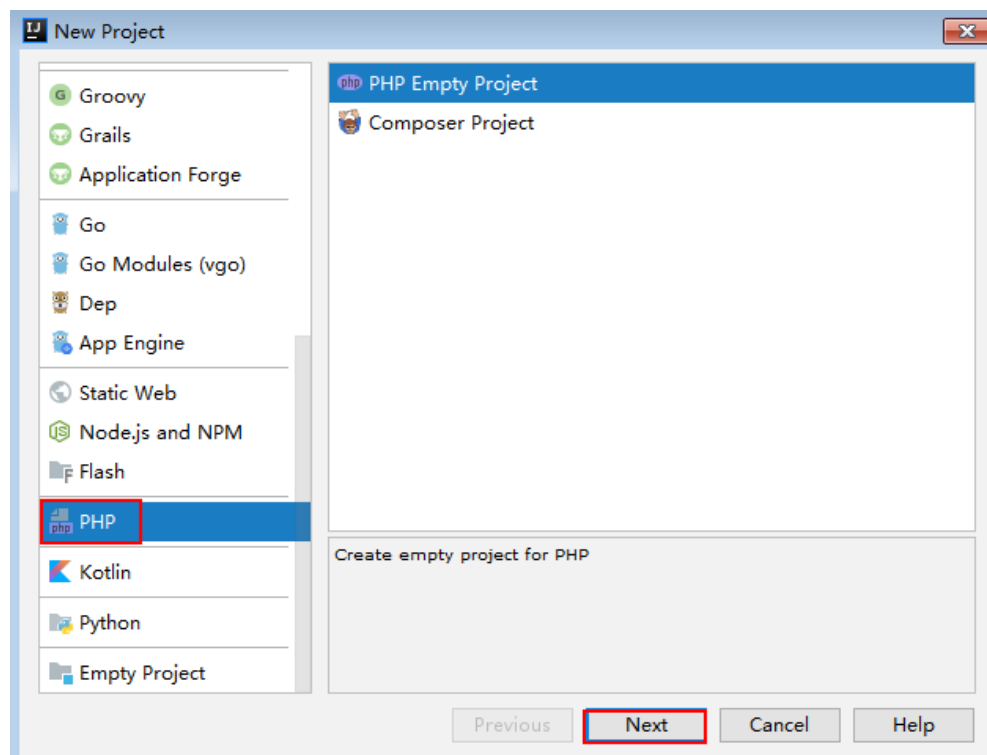 New Project
Groovy
Grails
Application Forge
Go
Go Modules (vgo)
Dep
App Engine
Static Web
Node.js and NPM
Flash
PHP
Kotlin
Python
Empty Project
PHP Empty Project
Composer Project
Create empty project for PHP
Previous
Next
Cancel
Help